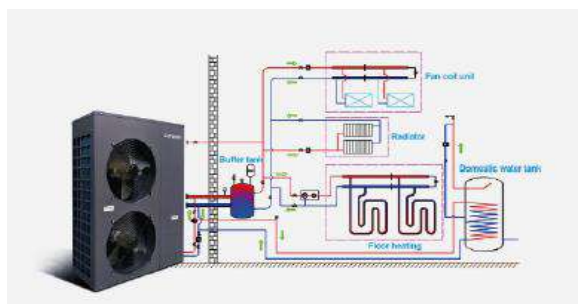 Fan coil unit
Radiator
Buffer tank
Domestic water tank
Floor heating